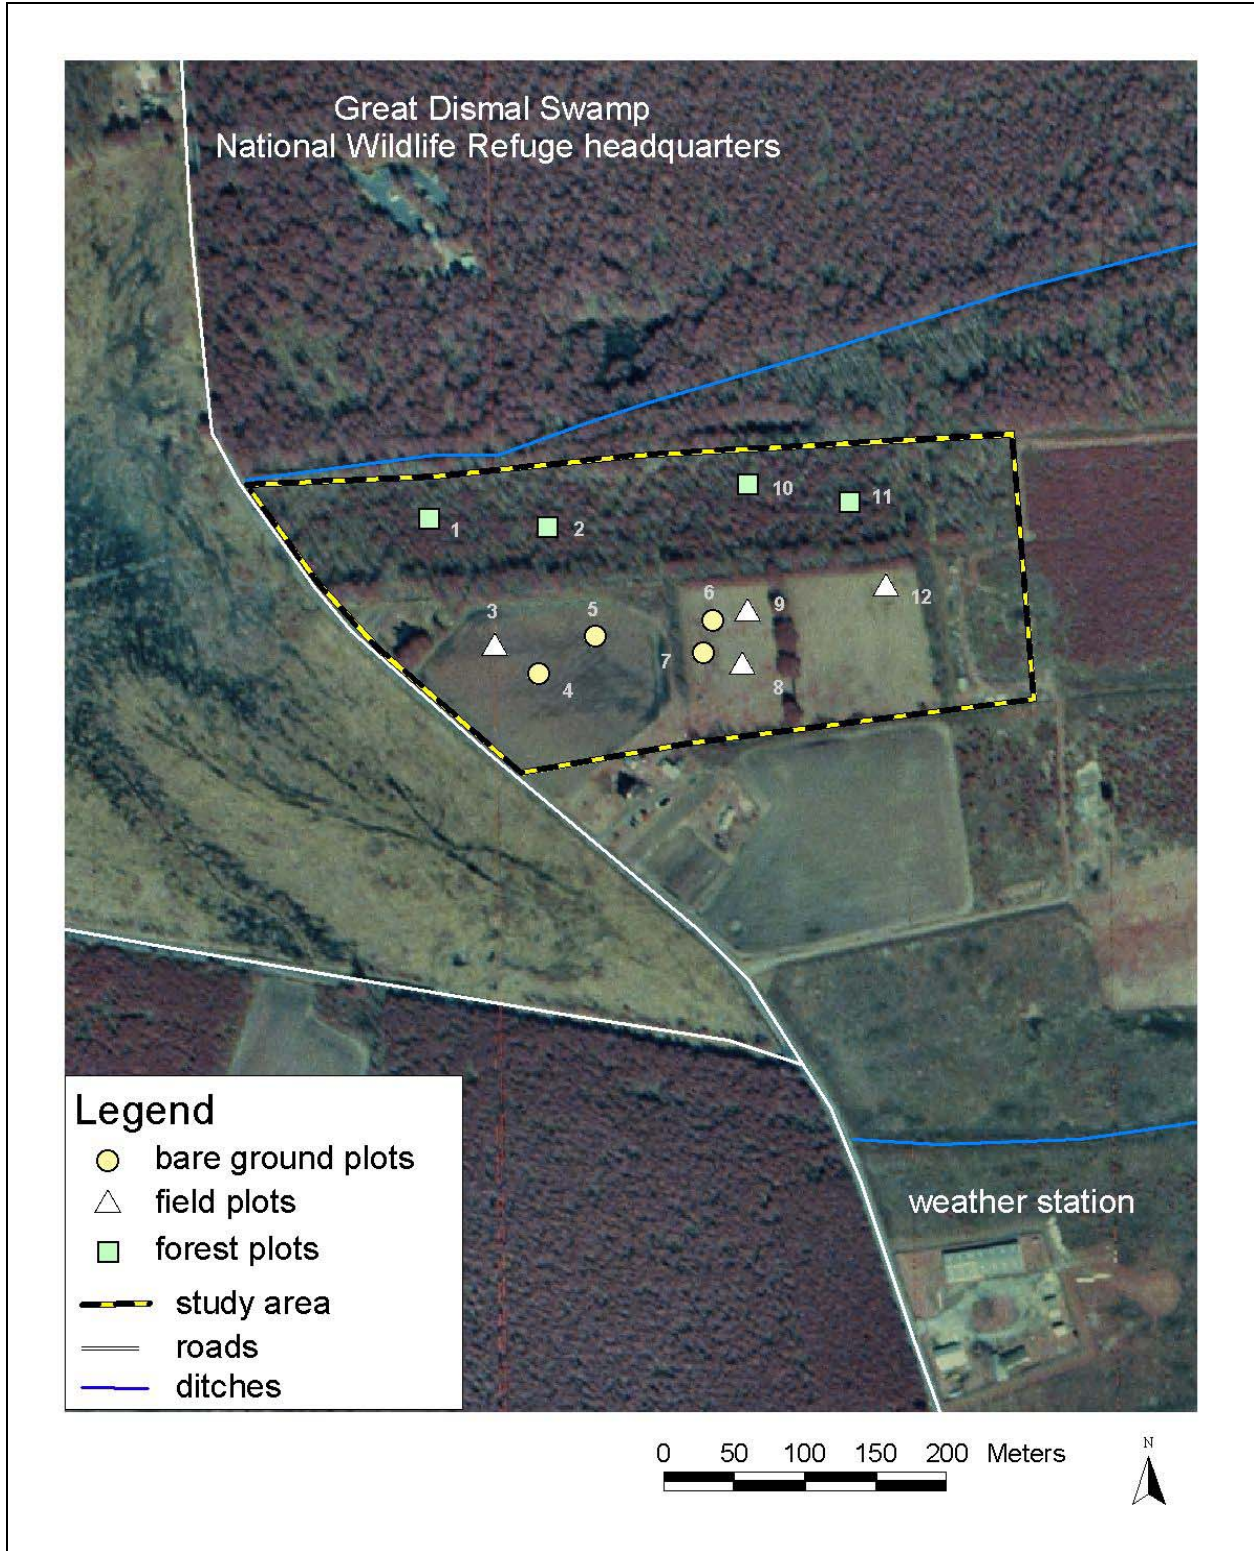 Great Dismal Swamp
National Wildlife Refuge headquarters
10
11
1
2
6
3
5
9
12
7
4
8
Legend
bare ground plots
field plots
forest plots
study area
roads
ditches
weather station
0 50 100 150 200 Meters
N